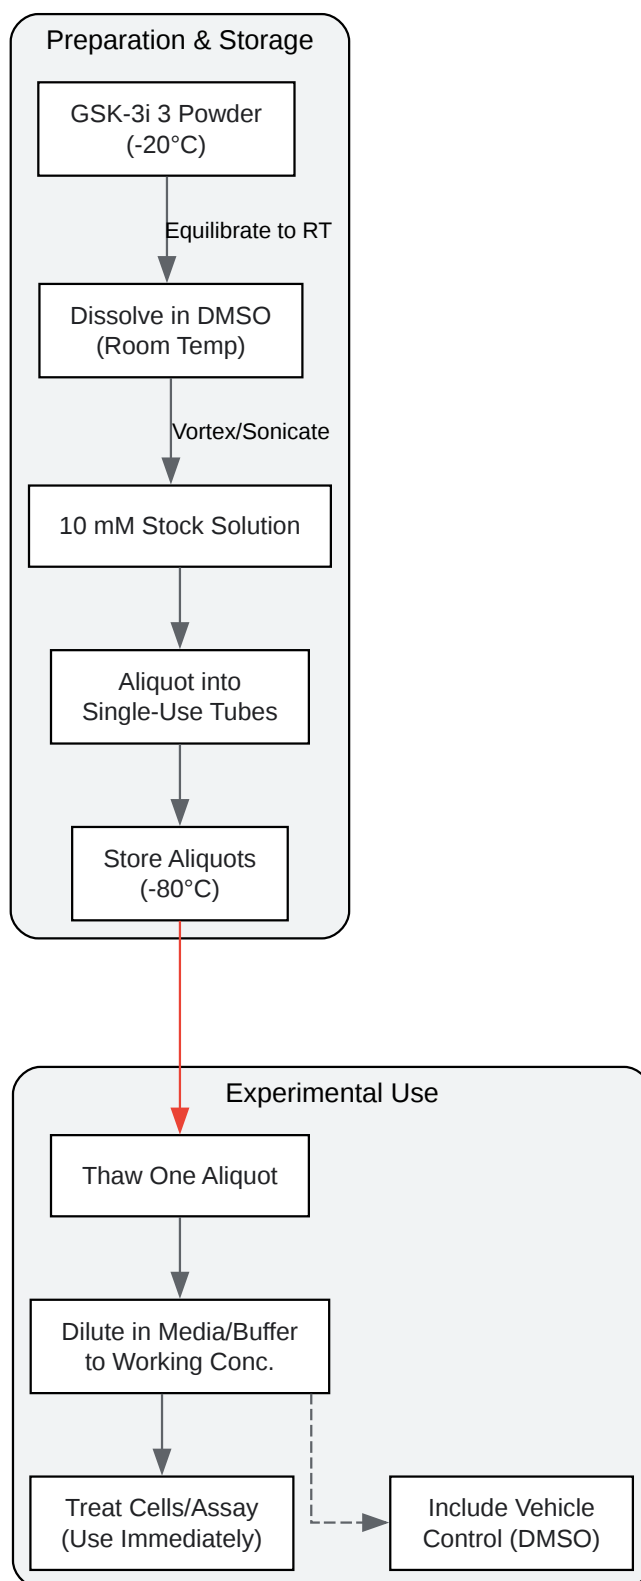 Preparation & Storage
GSK-3i 3 Powder
(-20°C)
Equilibrate to RT
Dissolve in DMSO
(Room Temp)
Vortex/Sonicate
10 mM Stock Solution
Aliquot into
Single-Use Tubes
Store Aliquots
(-80°C)
Experimental Use
Thaw One Aliquot
Dilute in Media/Buffer
to Working Conc.
Treat Cells/Assay
(Use Immediately)
Include Vehicle
Control (DMSO)